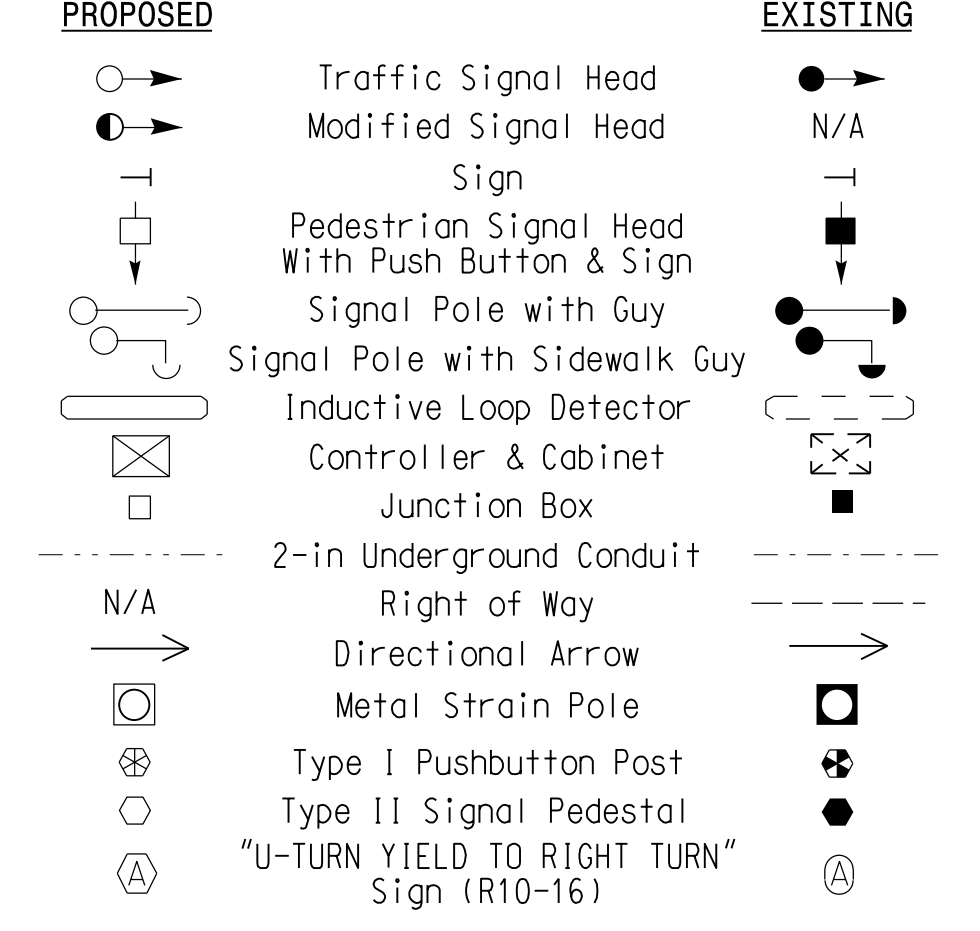 PROPOSED EXISTING
Traffic Signal Head
Modified Signal Head N/A
Sign
Pedestrian Signal Head
With Push Button & Sign
Signal Pole with Guy
Signal Pole with Sidewalk Guy
Inductive Loop Detector
Controller & Cabinet
Junction Box
2-in Underground Conduit
N/A Right of Way
Directional Arrow
Metal Strain Pole
Type I Pushbutton Post
Type II Signal Pedestal
"U-TURN YIELD TO RIGHT TURN"
A Sign (R10-16) A